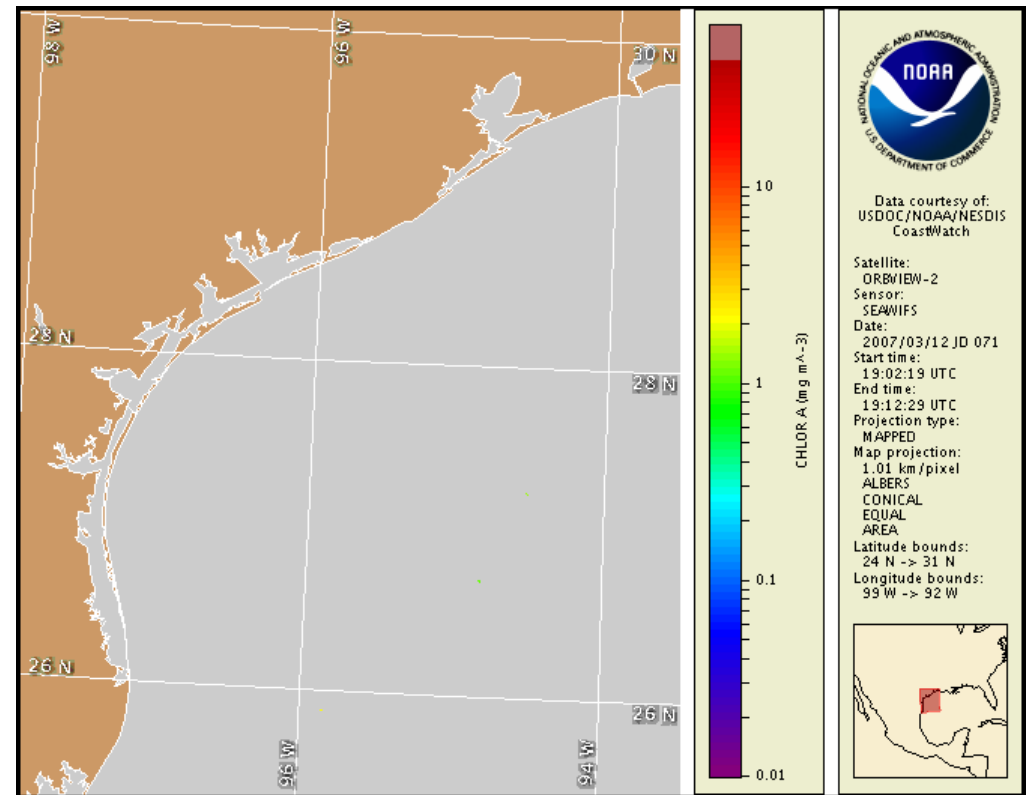 98 W
96 W
30 N
28 N
28 N
26 N
26 N
96 W
94 W
10
1
0.1
0.01
CHLOR A (mg m^-3)
NATIONAL OCEANIC AND ATMOSPHERIC ADMINISTRATION
NOAA
U.S. DEPARTMENT OF COMMERCE
Data courtesy of:
USDOC/NOAA/NESDIS
CoastWatch
Satellite:
ORBVIEW-2
Sensor:
SEAWIFS
Date:
2007/03/12 JD 071
Start time:
19:02:19 UTC
End time:
19:12:29 UTC
Projection type:
MAPPED
Map projection:
1.01 km/pixel
ALBERS
CONICAL
EQUAL
AREA
Latitude bounds:
24 N -> 31 N
Longitude bounds:
99 W -> 92 W